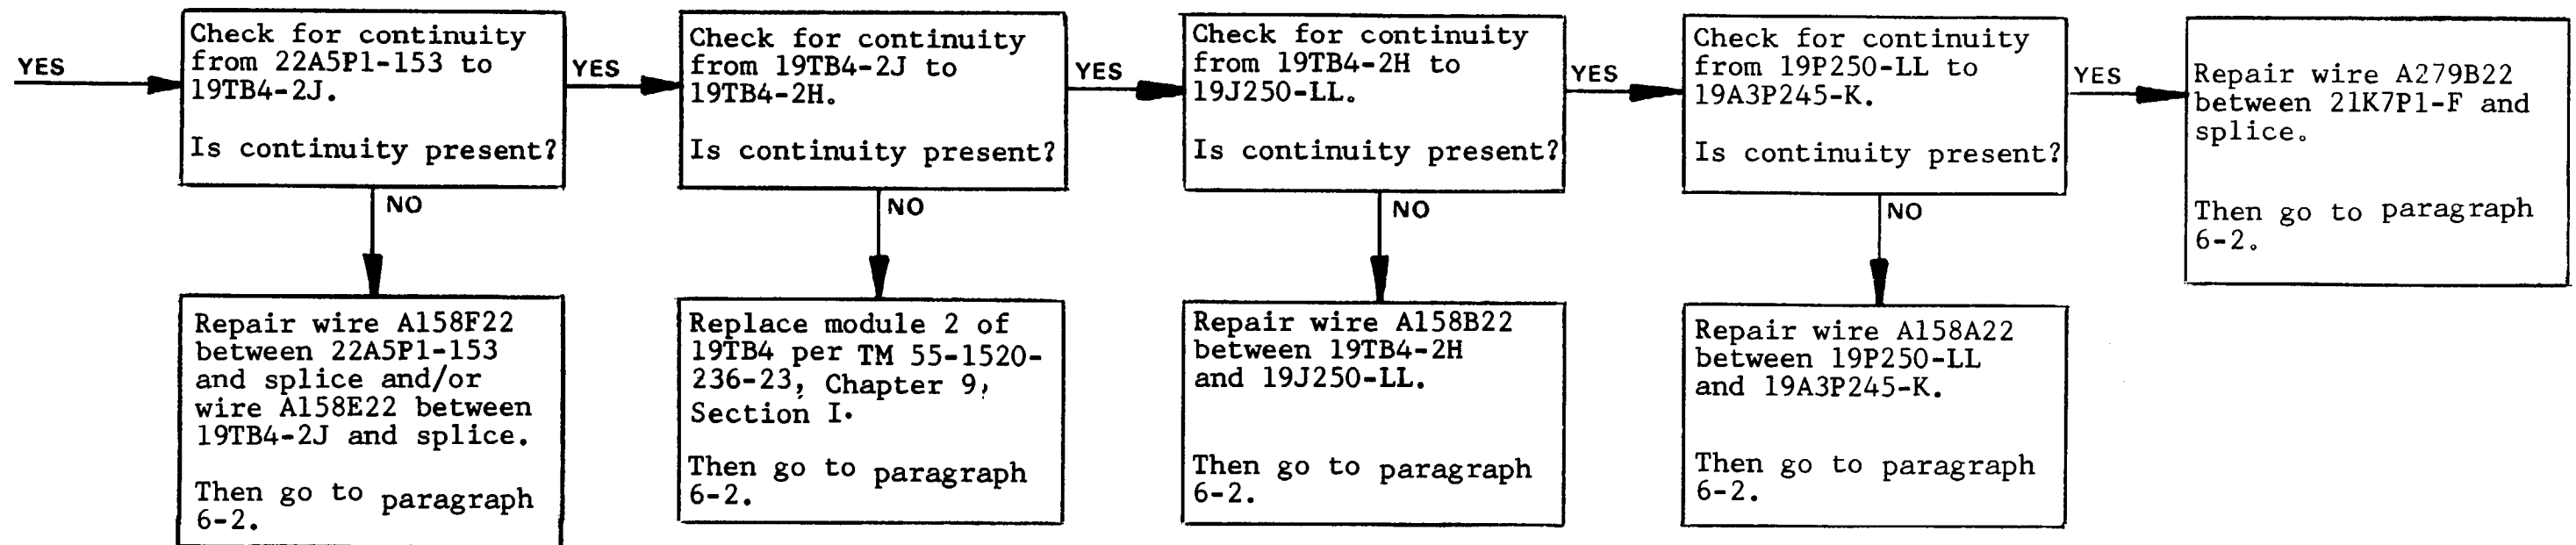 YES
Check for continuity
from 22A5P1-153 to
19TB4-2J.
Is continuity present?
YES
NO
Repair wire A158F22
between 22A5P1-153
and splice and/or
wire A158E22 between
19TB4-2J and splice.
Then go to paragraph
6-2.
Check for continuity
from 19TB4-2J to
19TB4-2H.
Is continuity present?
YES
NO
Replace module 2 of
19TB4 per TM 55-1520-
236-23, Chapter 9,
Section I.
Then go to paragraph
6-2.
Check for continuity
from 19TB4-2H to
19J250-LL.
Is continuity present?
YES
NO
Repair wire A158B22
between 19TB4-2H
and 19J250-LL.
Then go to paragraph
6-2.
Check for continuity
from 19P250-LL to
19A3P245-K.
Is continuity present?
YES
NO
Repair wire A158A22
between 19P250-LL
and 19A3P245-K.
Then go to paragraph
6-2.
Repair wire A279B22
between 21K7P1-F and
splice.
Then go to paragraph
6-2.